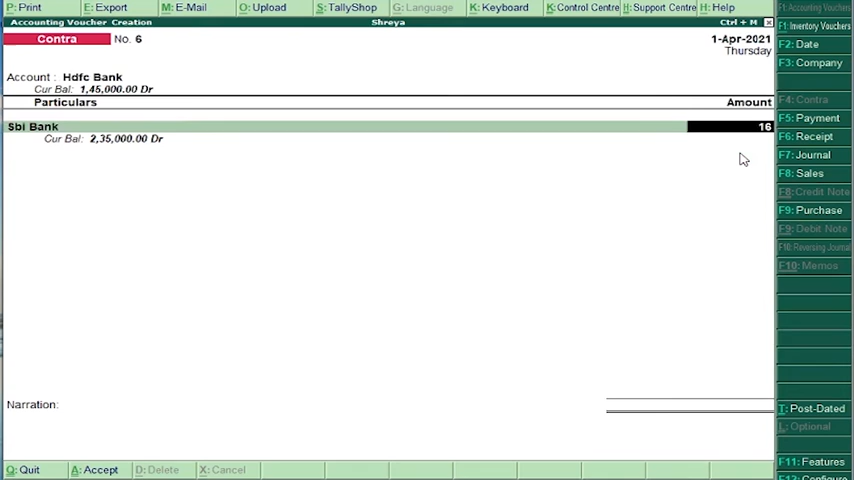 P: Print E: Export M: E-Mail O: Upload S: TallyShop G: Language K: Keyboard K: Control Centre H: Support Centre H: Help
F1: Accounting Vouchers
Accounting Voucher Creation Shreya Ctrl + M
F1: Inventory Vouchers
Contra No. 6 1-Apr-2021
Thursday
F2: Date
F3: Company
Account : Hdfc Bank
Cur Bal: 1,45,000.00 Dr
Particulars Amount
F4: Contra
F5: Payment
Sbi Bank 16
Cur Bal: 2,35,000.00 Dr
F6: Receipt
F7: Journal
F8: Sales
F8: Credit Note
F9: Purchase
F9: Debit Note
F10: Reversing Journal
F10: Memos
Narration:
T: Post-Dated
L: Optional
Q: Quit A: Accept D: Delete X: Cancel
F11: Features
F12: Configure